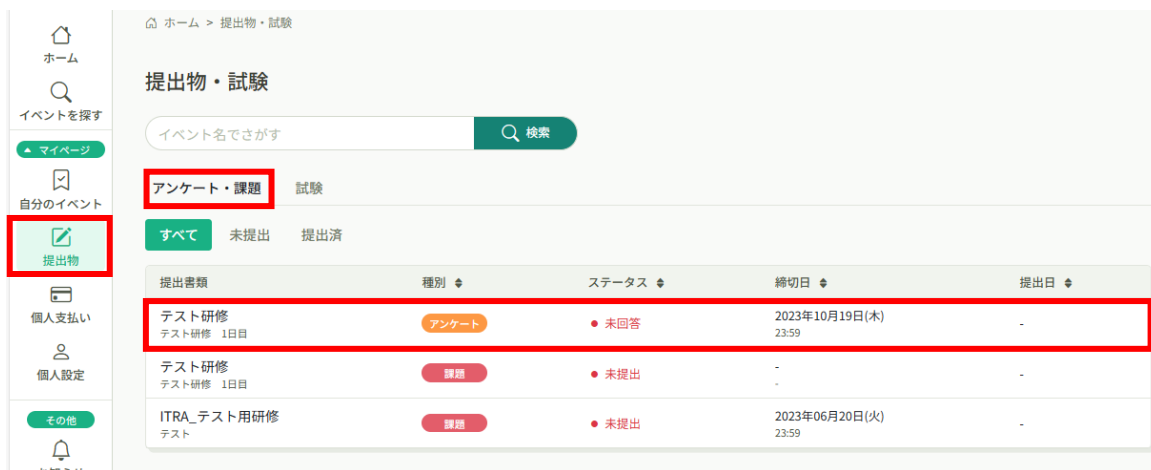 ホーム > 提出物・試験
ホーム
イベントを探す
マイページ
自分のイベント
提出物
個人支払い
個人設定
その他
提出物・試験
イベント名でさがす
検索
アンケート・課題 試験
すべて 未提出 提出済
提出書類 種別 ステータス 締切日 提出日
テスト研修 アンケート 未回答 2023年10月19日(木) -
テスト研修 1日目 23:59
テスト研修 課題 未提出 - -
テスト研修 1日目 -
ITRA_テスト用研修 課題 未提出 2023年06月20日(火) -
テスト 23:59